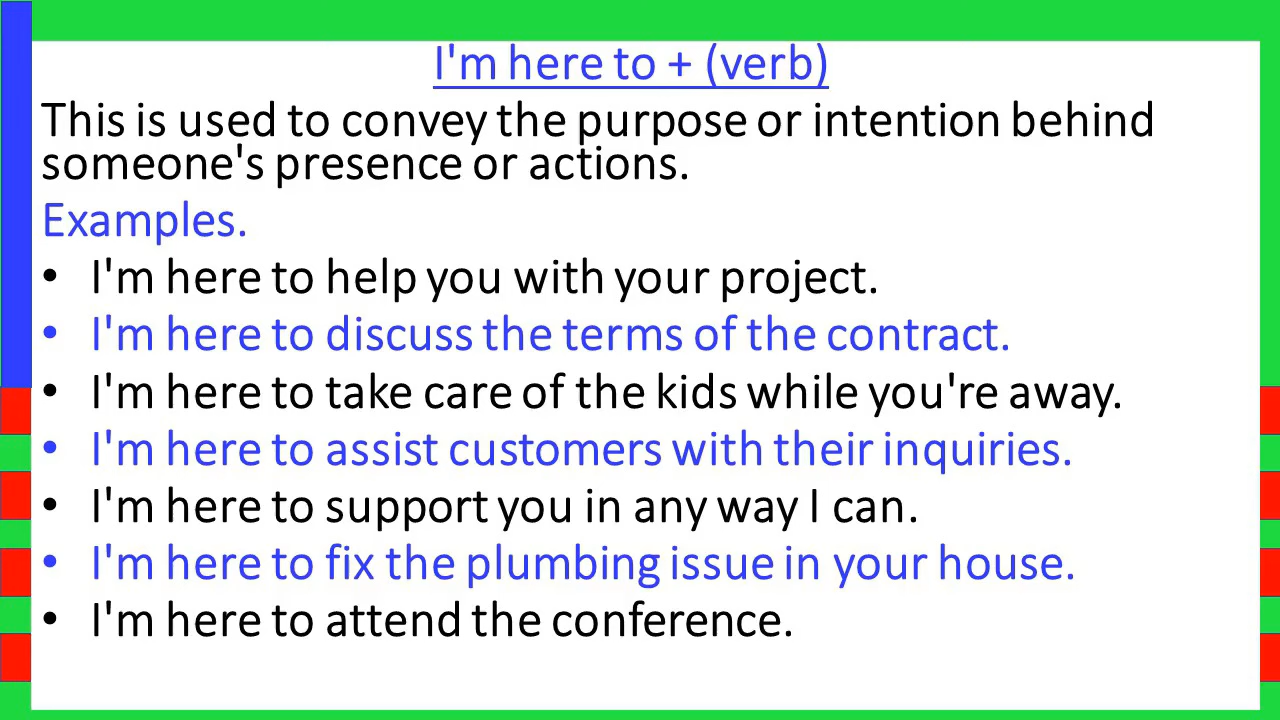 I'm here to + (verb)
This is used to convey the purpose or intention behind
someone's presence or actions.
Examples.
• I'm here to help you with your project.
• I'm here to discuss the terms of the contract.
• I'm here to take care of the kids while you're away.
• I'm here to assist customers with their inquiries.
• I'm here to support you in any way I can.
• I'm here to fix the plumbing issue in your house.
• I'm here to attend the conference.